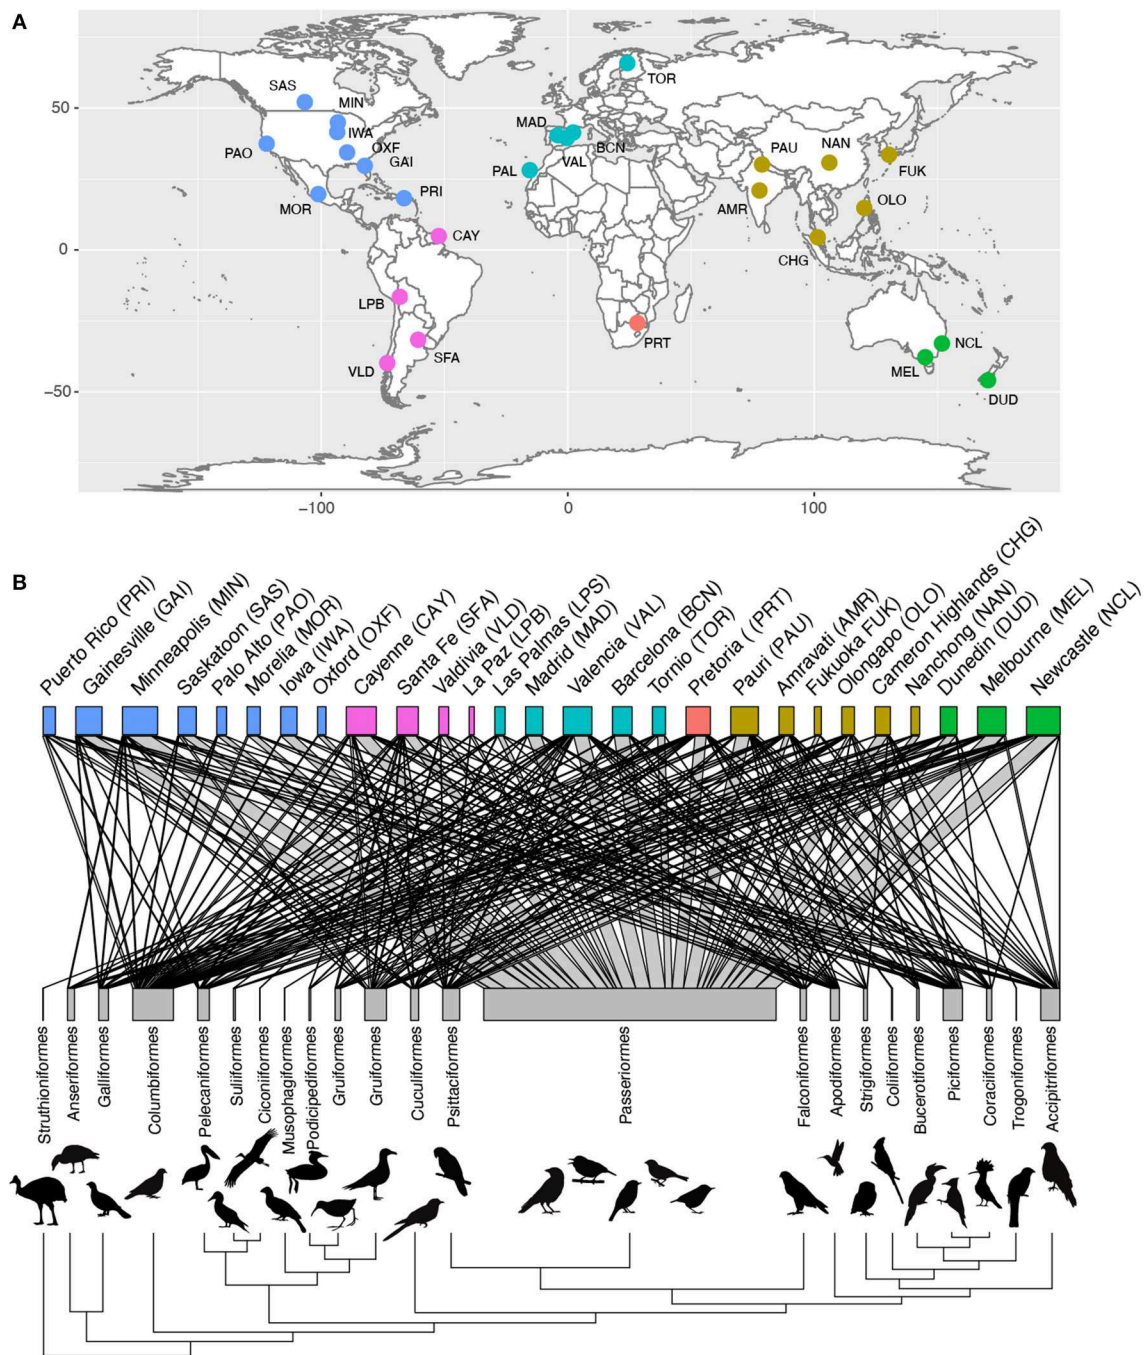 A
50
0
−50
−100
0
100
SAS
MIN
IWA
OXF
PAO
GAI
MOR
PRI
CAY
LPB
SFA
VLD
TOR
MAD
BCN
VAL
PAL
PRT
PAU
NAN
FUK
AMR
OLO
CHG
NCL
MEL
DUD
B
Puerto Rico (PRI)
Gainesville (GAI)
Minneapolis (MIN)
Saskatoon (SAS)
Palo Alto (PAO)
Morelia (MOR)
Iowa (IWA)
Oxford (OXF)
Cayenne (CAY)
Santa Fe (SFA)
Valdivia (VLD)
La Paz (LPB)
Las Palmas (LPS)
Madrid (MAD)
Valencia (VAL)
Barcelona (BCN)
Tornio (TOR)
Pretoria ( (PRT)
Pauri (PAU)
Amravati (AMR)
Fukuoka FUK)
Olongapo (OLO)
Cameron Highlands (CHG)
Nanchong (NAN)
Dunedin (DUD)
Melbourne (MEL)
Newcastle (NCL)
Struthioniformes
Anseriformes
Galliformes
Columbiformes
Pelecaniformes
Suliiformes
Ciconiiformes
Musophagiformes
Podicipediformes
Gruiformes
Gruiformes
Cuculiformes
Psittaciformes
Passeriormes
Falconiformes
Apodiformes
Strigiformes
Coliiformes
Bucerotiformes
Piciformes
Coraciiformes
Trogoniformes
Accipitriformes